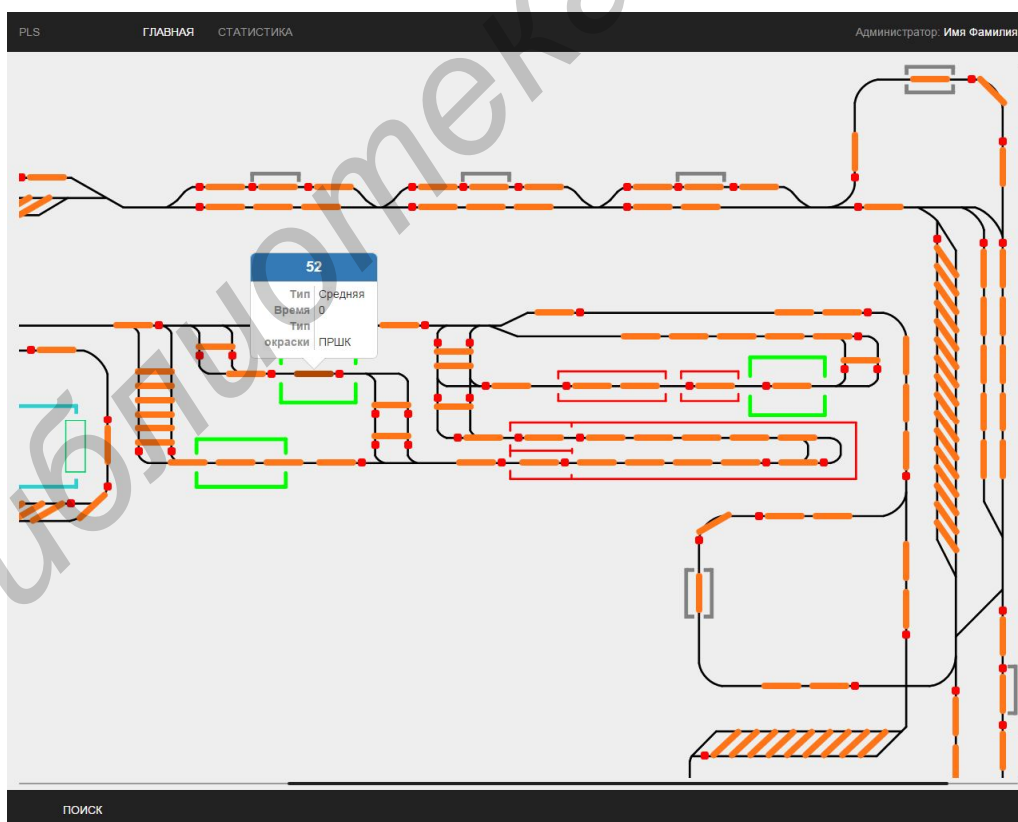 PLS ГЛАВНАЯ СТАТИСТИКА Администратор: Имя Фамилия
52
Тип Средняя
Время 0
Тип
окраски ПРШК
ПОИСК